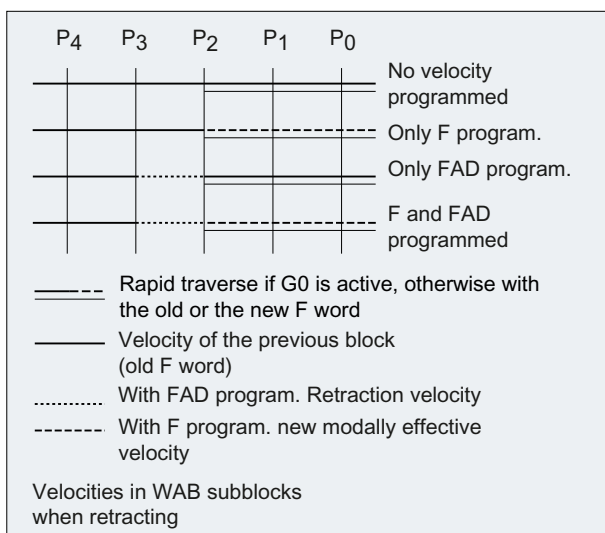 P4 P3 P2 P1 P0
No velocity
programmed
Only F program.
Only FAD program.
F and FAD
programmed
Rapid traverse if G0 is active, otherwise with
the old or the new F word
Velocity of the previous block
(old F word)
With FAD program. Retraction velocity
With F program. new modally effective
velocity
Velocities in WAB subblocks
when retracting